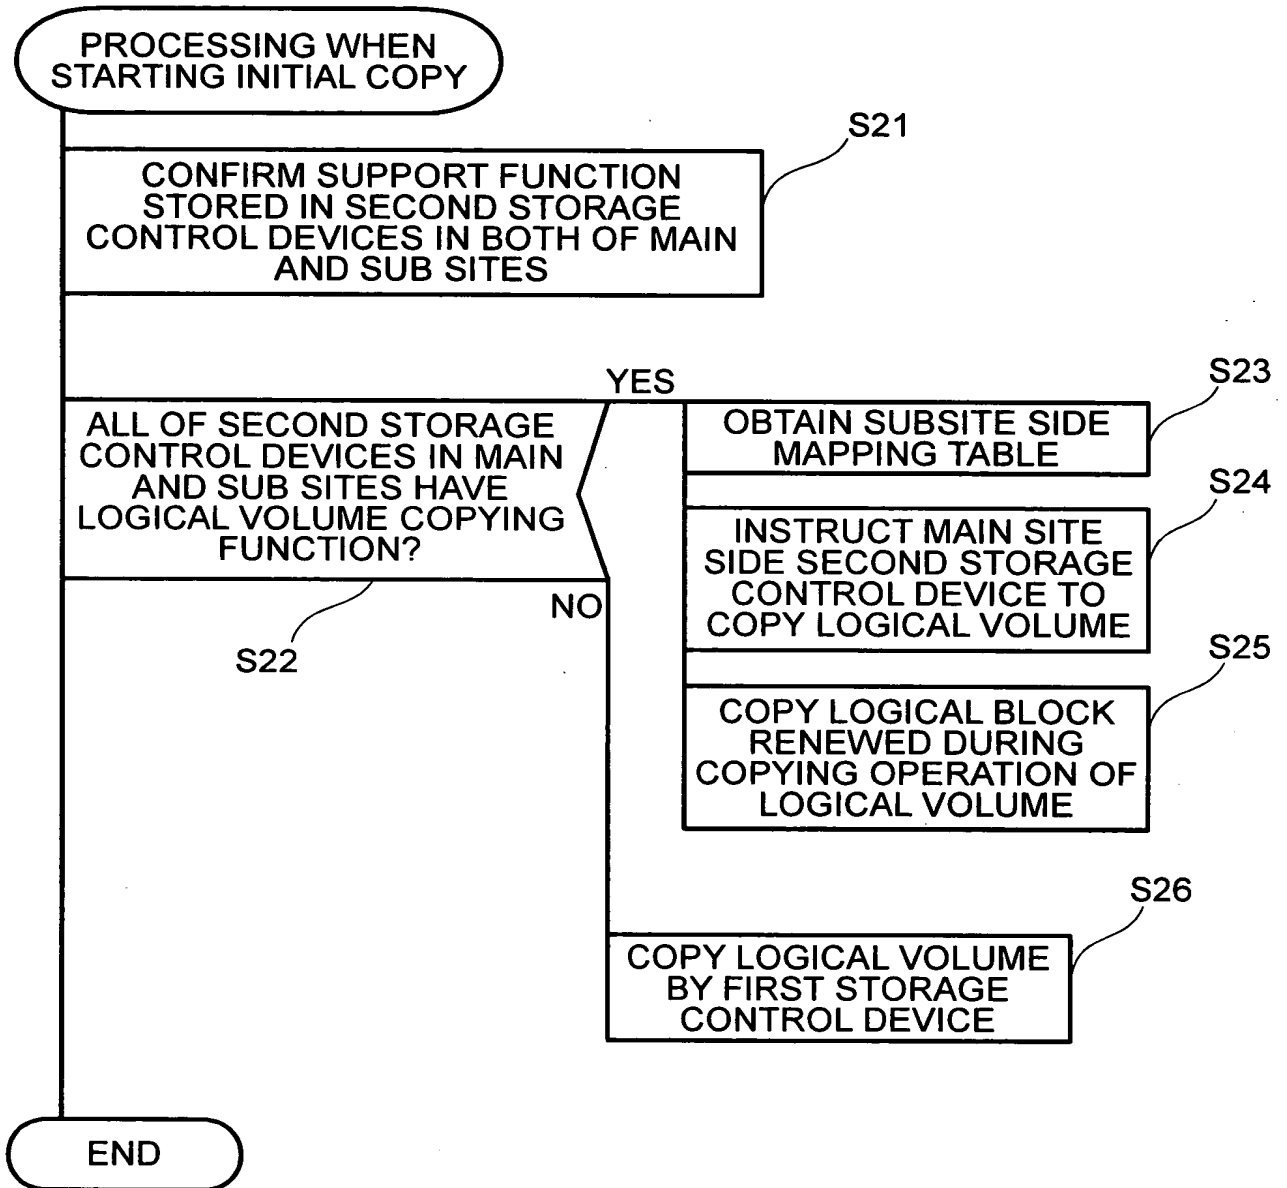 PROCESSING WHEN
STARTING INITIAL COPY
S21
CONFIRM SUPPORT FUNCTION
STORED IN SECOND STORAGE
CONTROL DEVICES IN BOTH OF MAIN
AND SUB SITES
YES
ALL OF SECOND STORAGE
CONTROL DEVICES IN MAIN
AND SUB SITES HAVE
LOGICAL VOLUME COPYING
FUNCTION?
NO
S22
S23
OBTAIN SUBSITE SIDE
MAPPING TABLE
S24
INSTRUCT MAIN SITE
SIDE SECOND STORAGE
CONTROL DEVICE TO
COPY LOGICAL VOLUME
S25
COPY LOGICAL BLOCK
RENEWED DURING
COPYING OPERATION OF
LOGICAL VOLUME
S26
COPY LOGICAL VOLUME
BY FIRST STORAGE
CONTROL DEVICE
END